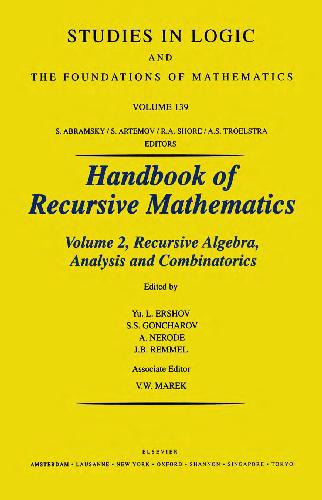 STUDIES IN LOGIC
AND
THE FOUNDATIONS OF MATHEMATICS
VOLUME 139
S. ABRAMSKY / S. ARTEMOV / R.A. SHORE / A.S. TROELSTRA
EDITORS
Handbook of
Recursive Mathematics
Volume 2, Recursive Algebra,
Analysis and Combinatorics
Edited by
Yu. L. ERSHOV
S.S. GONCHAROV
A. NERODE
J.B. REMMEL
Associate Editor
V.W. MAREK
ELSEVIER
AMSTERDAM • LAUSANNE • NEW YORK • OXFORD • SHANNON • SINGAPORE • TOKYO